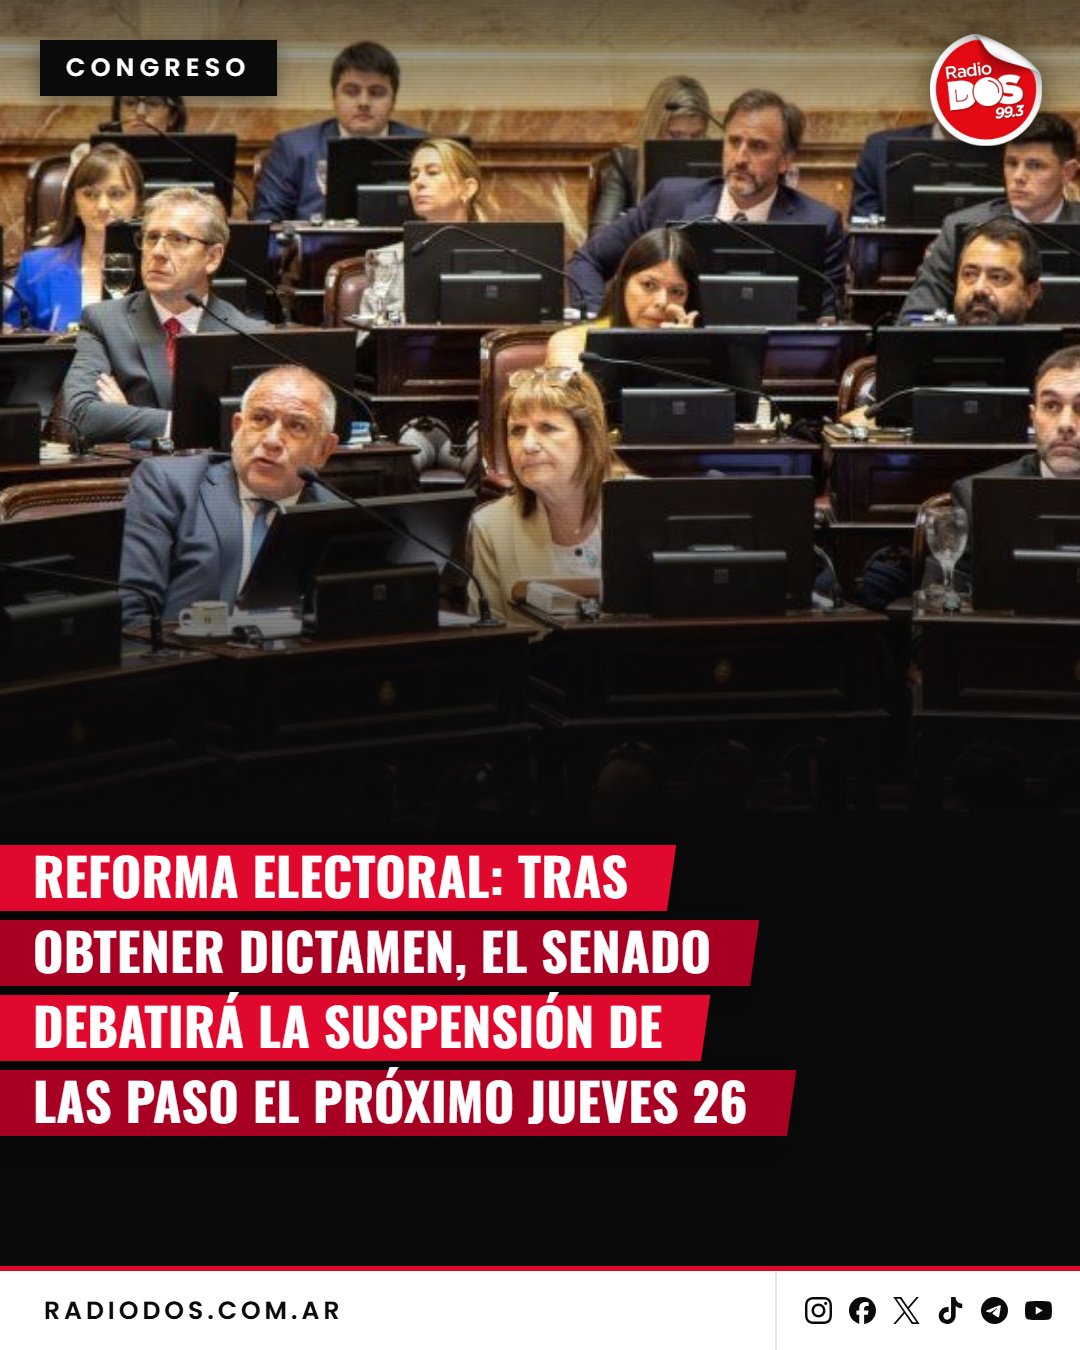 CONGRESO
Radio
DOS
99.3
REFORMA ELECTORAL: TRAS
OBTENER DICTAMEN, EL SENADO
DEBATIRÁ LA SUSPENSIÓN DE
LAS PASO EL PRÓXIMO JUEVES 26
RADIODOS.COM.AR